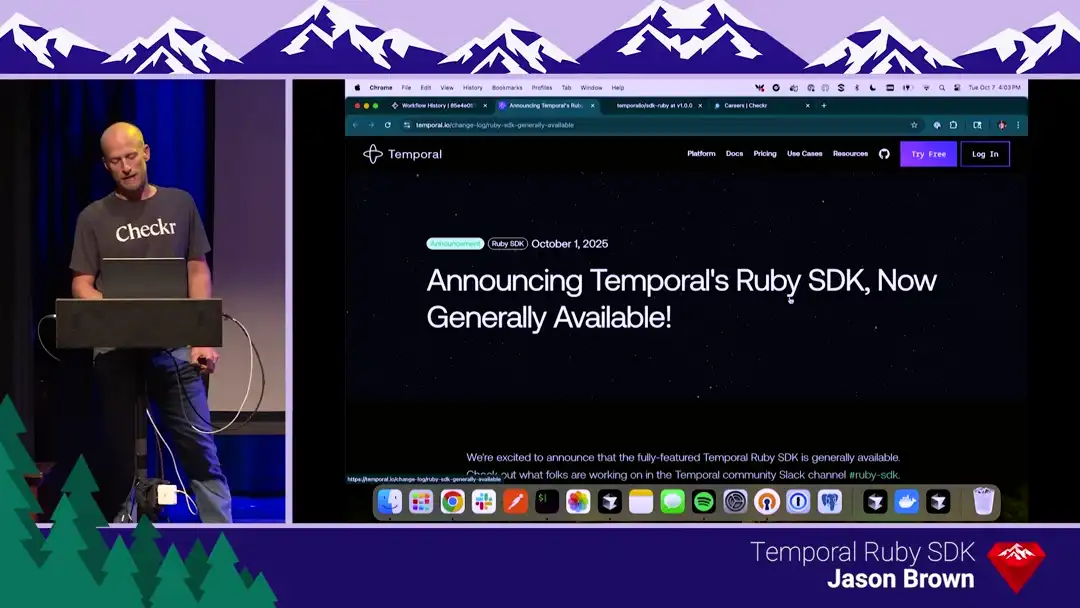 Checkr
Chrome File Edit View History Bookmarks Profiles Tab Window Help
Tue Oct 7 4:03 PM
Workflow History | 85e4a01
Announcing Temporal's Ruby
temporalio/sdk-ruby at v1.0.0
Careers | Checkr
temporal.io/change-log/ruby-sdk-generally-available
Temporal
Platform Docs Pricing Use Cases Resources
Try Free
Log In
Announcement
Ruby SDK
October 1, 2025
Announcing Temporal's Ruby SDK, Now
Generally Available!
We're excited to announce that the fully-featured Temporal Ruby SDK is generally available.
Check out what folks are working on in the Temporal community Slack channel #ruby-sdk.
https://temporal.io/change-log/ruby-sdk-generally-available
Temporal Ruby SDK
Jason Brown